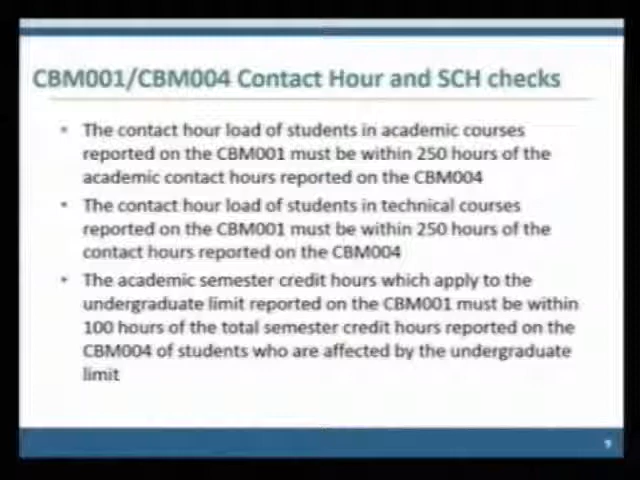 CBM001/CBM004 Contact Hour and SCH checks
• The contact hour load of students in academic courses
reported on the CBM001 must be within 250 hours of the
academic contact hours reported on the CBM004
• The contact hour load of students in technical courses
reported on the CBM001 must be within 250 hours of the
contact hours reported on the CBM004
• The academic semester credit hours which apply to the
undergraduate limit reported on the CBM001 must be within
100 hours of the total semester credit hours reported on the
CBM004 of students who are affected by the undergraduate
limit
9